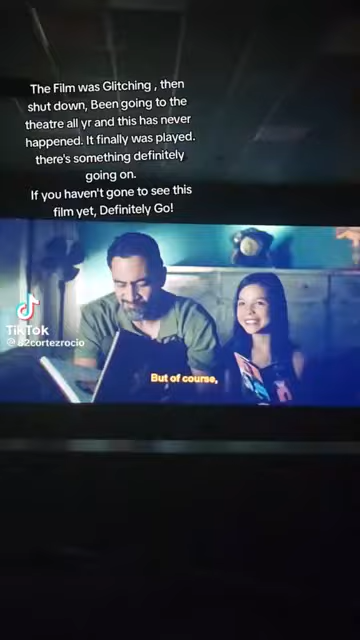 The Film was Glitching , then
shut down, Been going to the
theatre all yr and this has never
happened. It finally was played.
there's something definitely
going on.
If you haven't gone to see this
film yet, Definitely Go!
TikTok
@ 82cortezrocio
But of course,